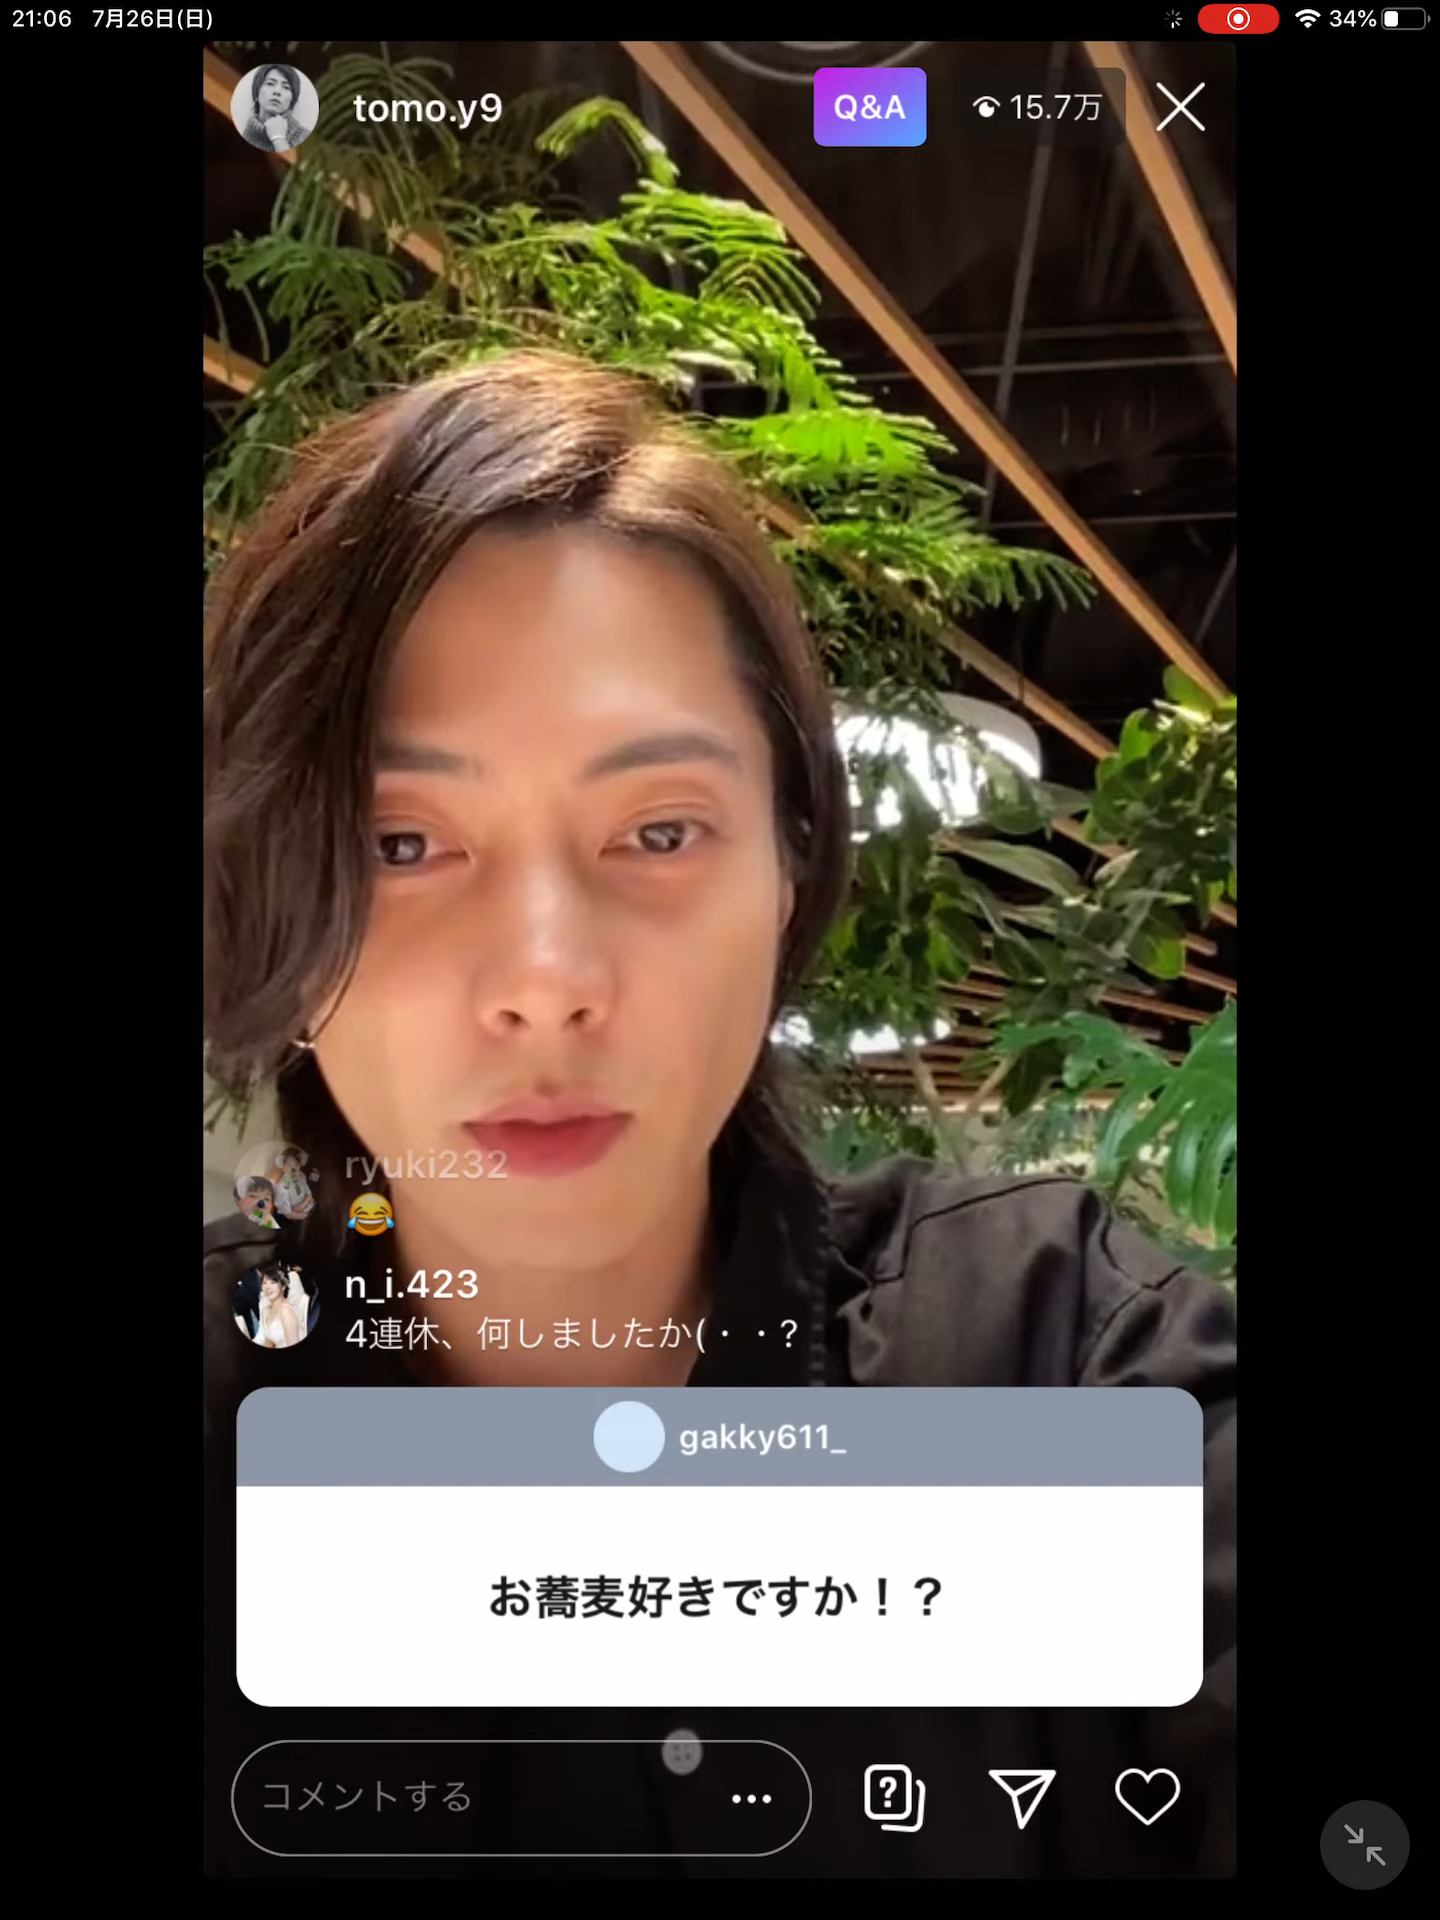 21:06 7月26日(日)
34%
tomo.y9
Q&A
15.7万
ryuki232
😂
n_i.423
4連休、何しましたか(・・?
gakky611_
お蕎麦好きですか！？
コメントする